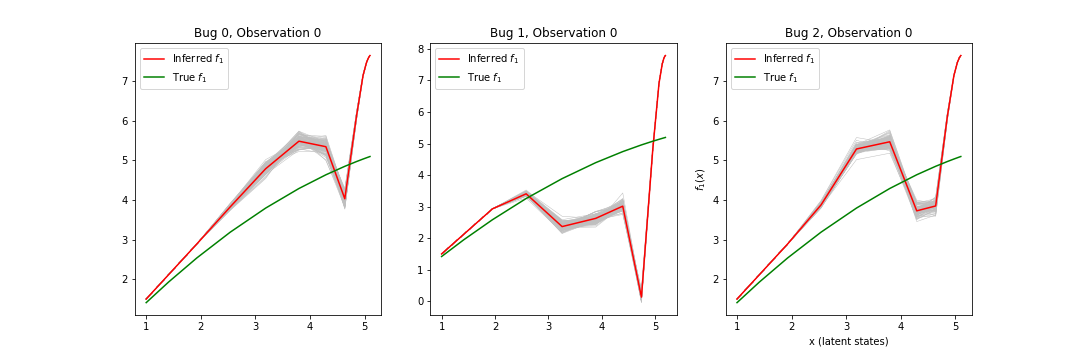 Bug 0, Observation 0
Inferred f₁
True f₁
7
6
5
4
3
2
1 2 3 4 5
Bug 1, Observation 0
Inferred f₁
True f₁
8
7
6
5
4
3
2
1
0
1 2 3 4 5
Bug 2, Observation 0
Inferred f₁
True f₁
f₁(x)
7
6
5
4
3
2
1 2 3 4 5
x (latent states)